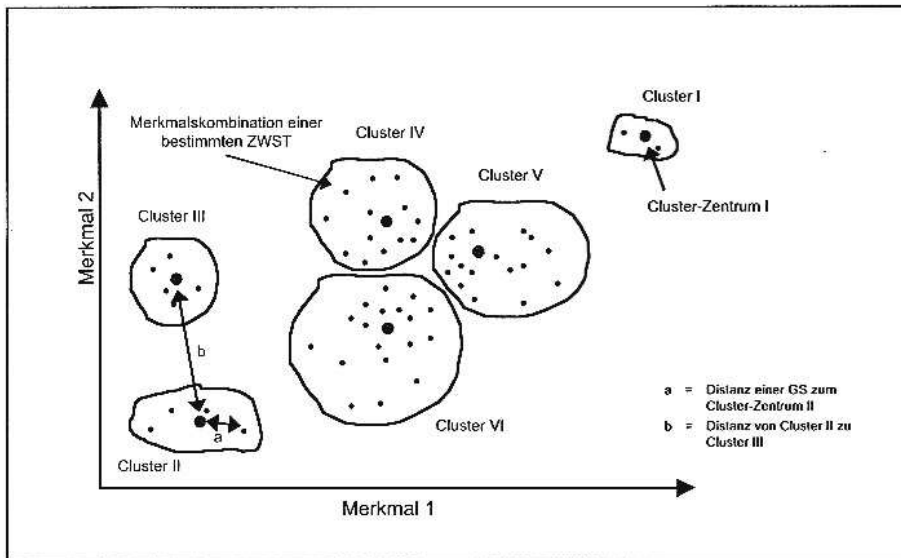 Cluster I
Merkmalskombination einer
bestimmten ZWST
Cluster IV
Cluster V
Cluster-Zentrum I
Cluster III
Merkmal 2
b
a
Cluster II
Cluster VI
a = Distanz einer GS zum
Cluster-Zentrum II
b = Distanz von Cluster II zu
Cluster III
Merkmal 1